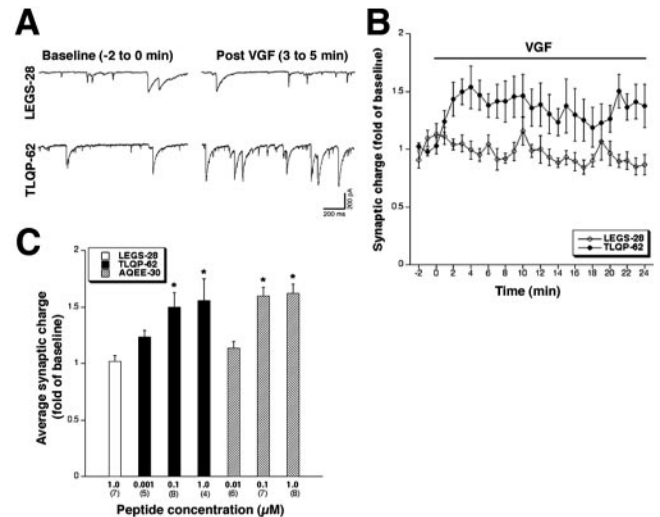 A
Baseline (-2 to 0 min)
Post VGF (3 to 5 min)
LEGS-28
TLQP-62
200 pA
200 ms
B
VGF
Synaptic charge (fold of baseline)
2
1.5
1
0.5
0
-2 0 2 4 6 8 10 12 14 16 18 20 22 24
Time (min)
LEGS-28
TLQP-62
C
LEGS-28
TLQP-62
AQEE-30
Average synaptic charge
(fold of baseline)
2
1.5
1
0.5
0
* * * *
1.0 0.001 0.1 1.0 0.01 0.1 1.0
(7) (5) (8) (4) (6) (7) (8)
Peptide concentration (µM)